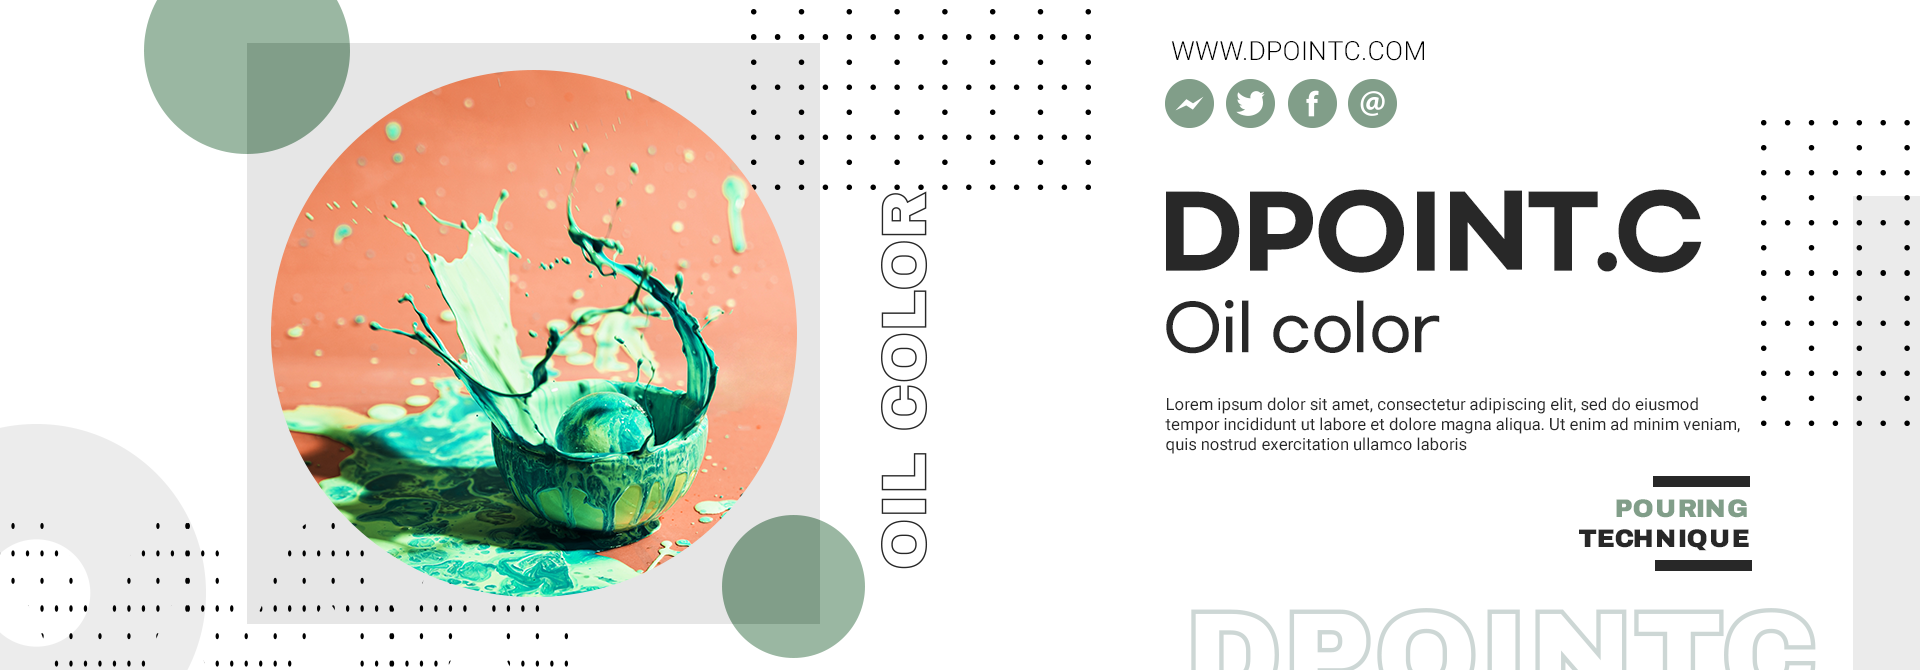 WWW.DPOINTC.COM
DPOINT.C
Oil color
Lorem ipsum dolor sit amet, consectetur adipiscing elit, sed do eiusmod
tempor incididunt ut labore et dolore magna aliqua. Ut enim ad minim veniam,
quis nostrud exercitation ullamco laboris
POURING
TECHNIQUE
OIL COLOR
DPOINTC